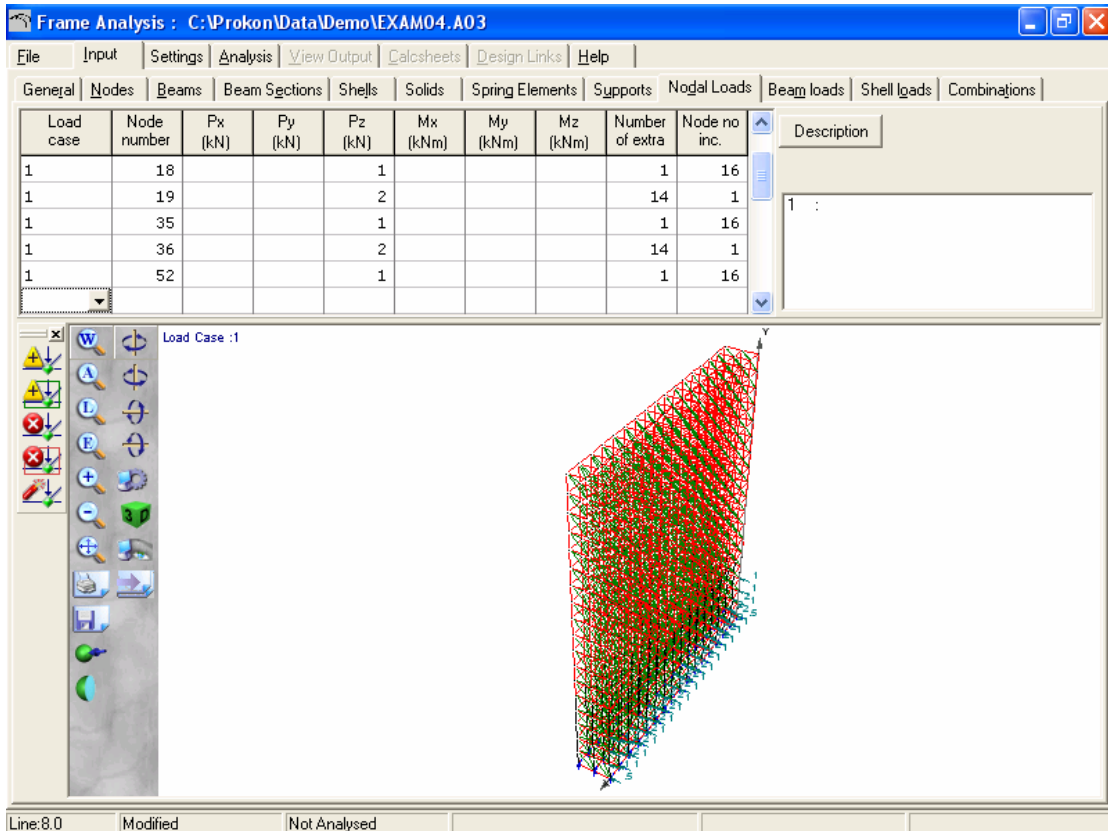 Frame Analysis : C:\Prokon\Data\Demo\EXAM04.A03
File Input Settings Analysis View Output Calcsheets Design Links Help
General Nodes Beams Beam Sections Shells Solids Spring Elements Supports Nodal Loads Beam loads Shell loads Combinations
Load case Node number Px (kN) Py (kN) Pz (kN) Mx (kNm) My (kNm) Mz (kNm) Number of extra Node no inc.
1 18 1 1 16
1 19 2 14 1
1 35 1 1 16
1 36 2 14 1
1 52 1 1 16
Description
1 :
Load Case :1
W
A
L
E
3 D
Y
1
.5
.5
Line:8.0 Modified Not Analysed